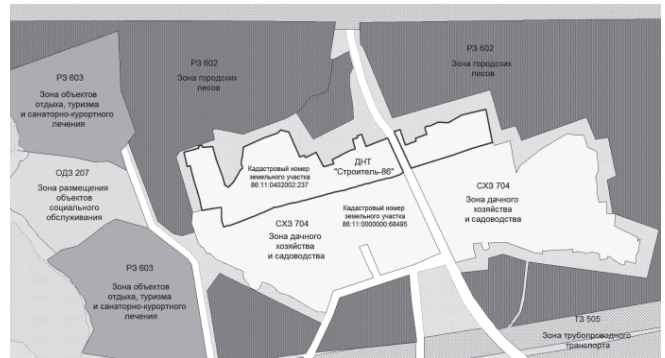 РЗ 603
Зона объектов
отдыха, туризма
и санаторно-курортного
лечения
РЗ 602
Зона городских
лесов
РЗ 602
Зона городских
лесов
ОДЗ 207
Зона размещения
объектов
социального
обслуживания
Кадастровый номер
земельного участка
86:11:0402002:237
ДНТ
"Строитель-86"
СХЗ 704
Зона дачного
хозяйства
и садоводства
Кадастровый номер
земельного участка
86:11:0000000:68495
СХЗ 704
Зона дачного
хозяйства
и садоводства
РЗ 603
Зона объектов
отдыха, туризма
и санаторно-курортного
лечения
ТЗ 505
Зона трубопроводного
транспорта